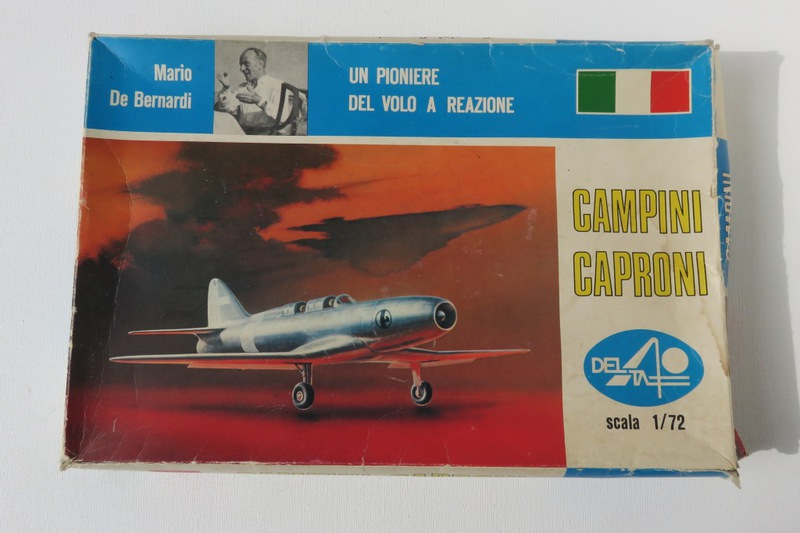 Mario
De Bernardi
UN PIONIERE
DEL VOLO A REAZIONE
CAMPINI
CAPRONI
DELTA
scala 1/72